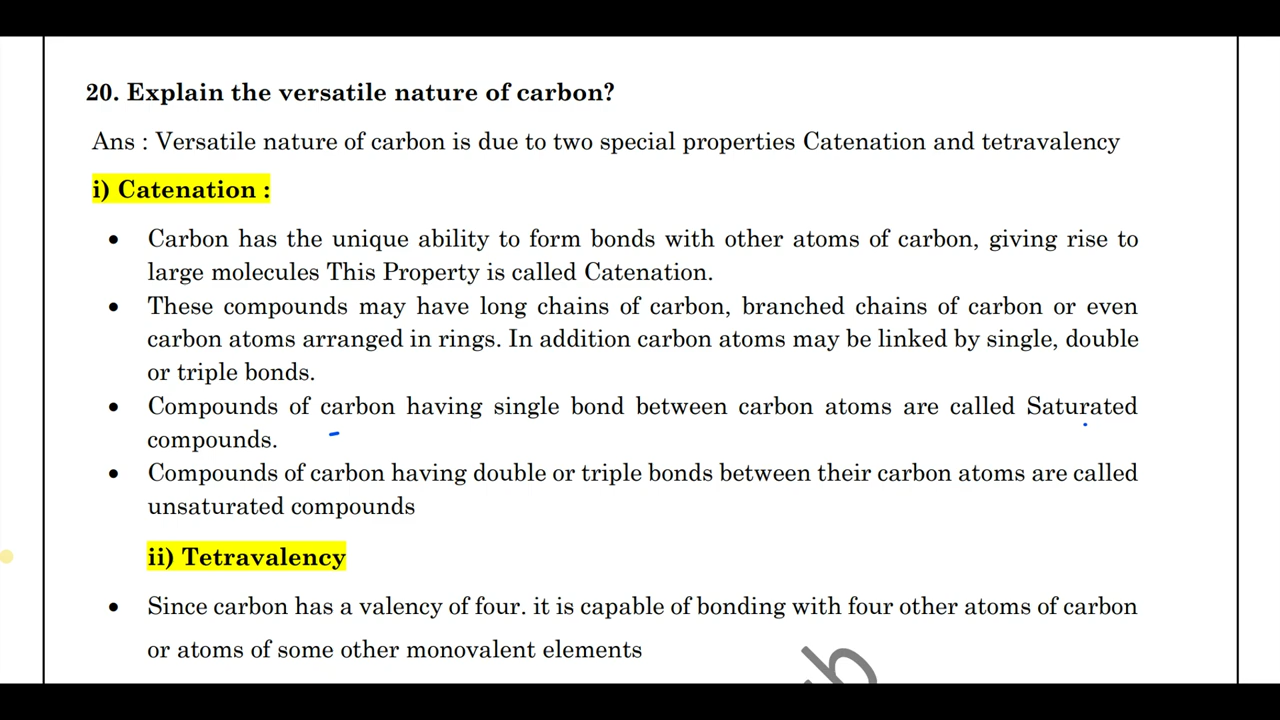 20. Explain the versatile nature of carbon?
Ans : Versatile nature of carbon is due to two special properties Catenation and tetravalency
i) Catenation :
• Carbon has the unique ability to form bonds with other atoms of carbon, giving rise to
large molecules This Property is called Catenation.
• These compounds may have long chains of carbon, branched chains of carbon or even
carbon atoms arranged in rings. In addition carbon atoms may be linked by single, double
or triple bonds.
• Compounds of carbon having single bond between carbon atoms are called Saturated
compounds.
• Compounds of carbon having double or triple bonds between their carbon atoms are called
unsaturated compounds
ii) Tetravalency
• Since carbon has a valency of four. it is capable of bonding with four other atoms of carbon
or atoms of some other monovalent elements